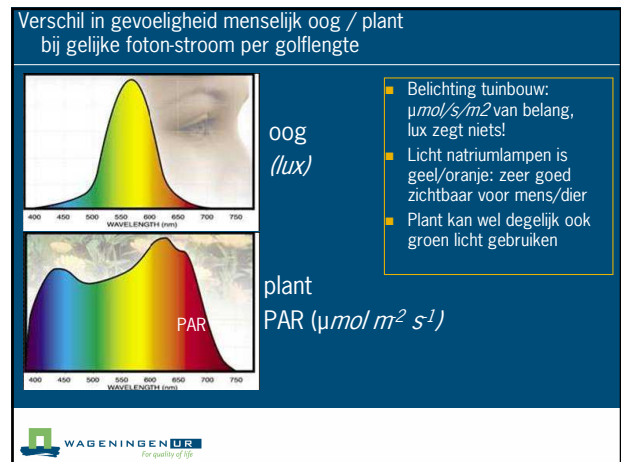 Verschil in gevoeligheid menselijk oog / plant
bij gelijke foton-stroom per golflengte
oog
(lux)
400 450 500 550 600 650 700 750
WAVELENGTH (nm)
plant
PAR (µmol m-2 s-1)
PAR
400 450 500 550 600 650 700 750
WAVELENGTH (nm)
■ Belichting tuinbouw:
µmol/s/m2 van belang,
lux zegt niets!
■ Licht natriumlampen is
geel/oranje: zeer goed
zichtbaar voor mens/dier
■ Plant kan wel degelijk ook
groen licht gebruiken
WAGENINGEN UR
For quality of life